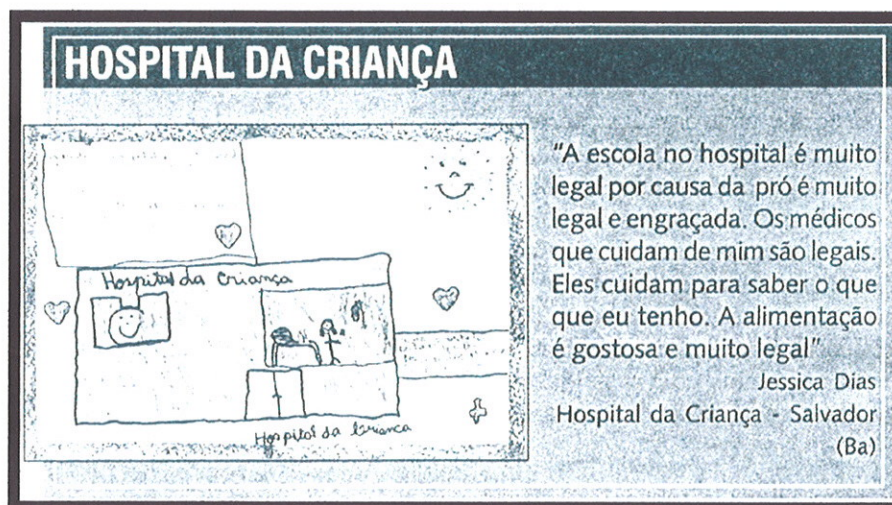 HOSPITAL DA CRIANÇA
Hospital da Criança
Hospital da Criança
"A escola no hospital é muito
legal por causa da pró é muito
legal e engraçada. Os médicos
que cuidam de mim são legais.
Eles cuidam para saber o que
que eu tenho. A alimentação
é gostosa e muito legal"
Jessica Dias
Hospital da Criança - Salvador
(Ba)